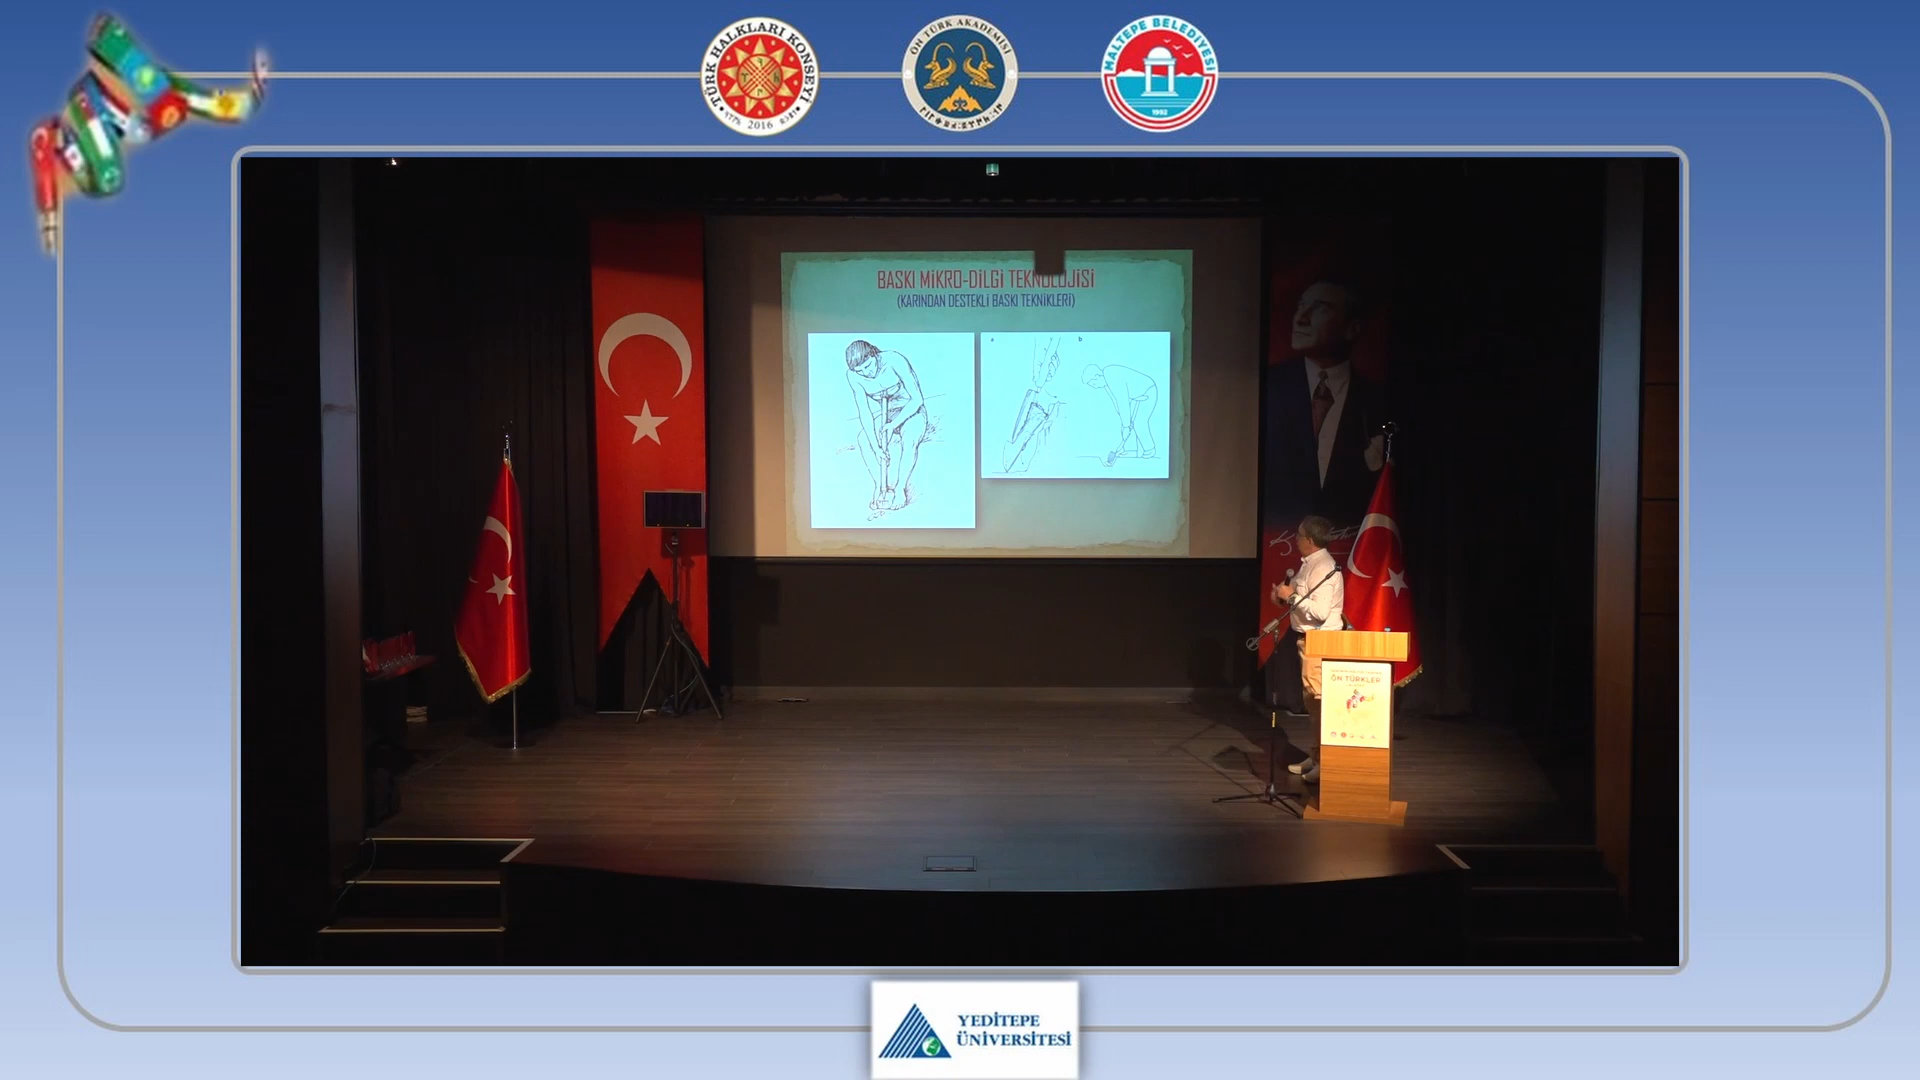 TÜRK HALKLARI KONSEYİ
2016
ÖN TÜRK AKADEMİSİ
MALTEPE BELEDİYESİ
1992
BASKI MİKRO-DİLGİ TEKNOLOJİSİ
(KARINDAN DESTEKLİ BASKI TEKNİKLERİ)
a b
ÖN TÜRKLER
YEDİTEPE
ÜNİVERSİTESİ